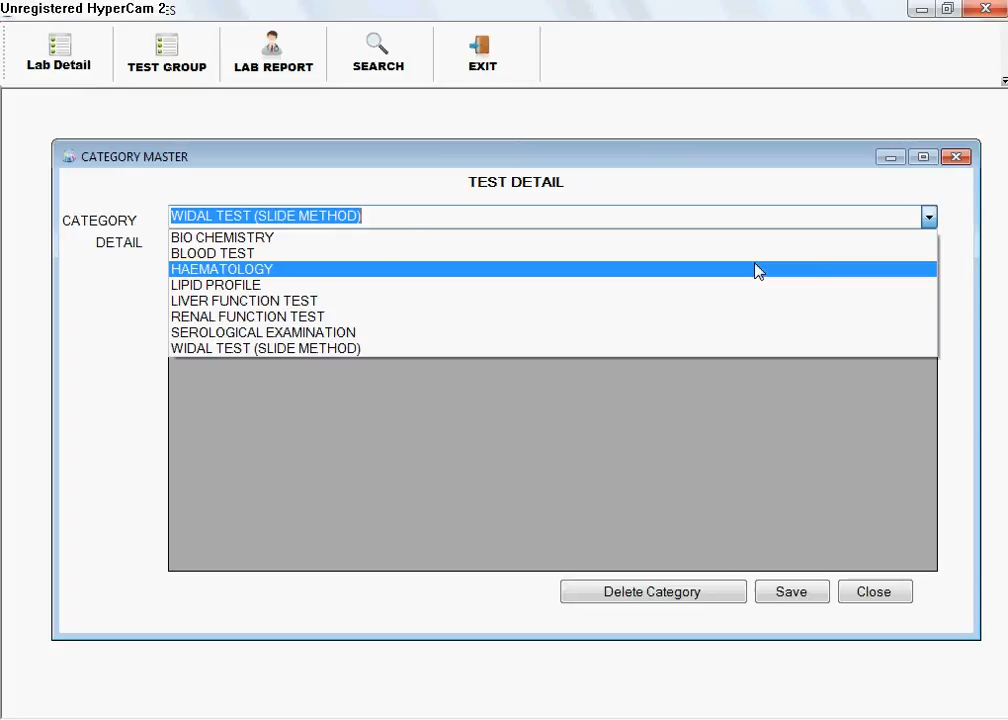 Unregistered HyperCam 2
Lab Detail
TEST GROUP
LAB REPORT
SEARCH
EXIT
CATEGORY MASTER
TEST DETAIL
CATEGORY
WIDAL TEST (SLIDE METHOD)
DETAIL
BIO CHEMISTRY
BLOOD TEST
HAEMATOLOGY
LIPID PROFILE
LIVER FUNCTION TEST
RENAL FUNCTION TEST
SEROLOGICAL EXAMINATION
WIDAL TEST (SLIDE METHOD)
Delete Category
Save
Close